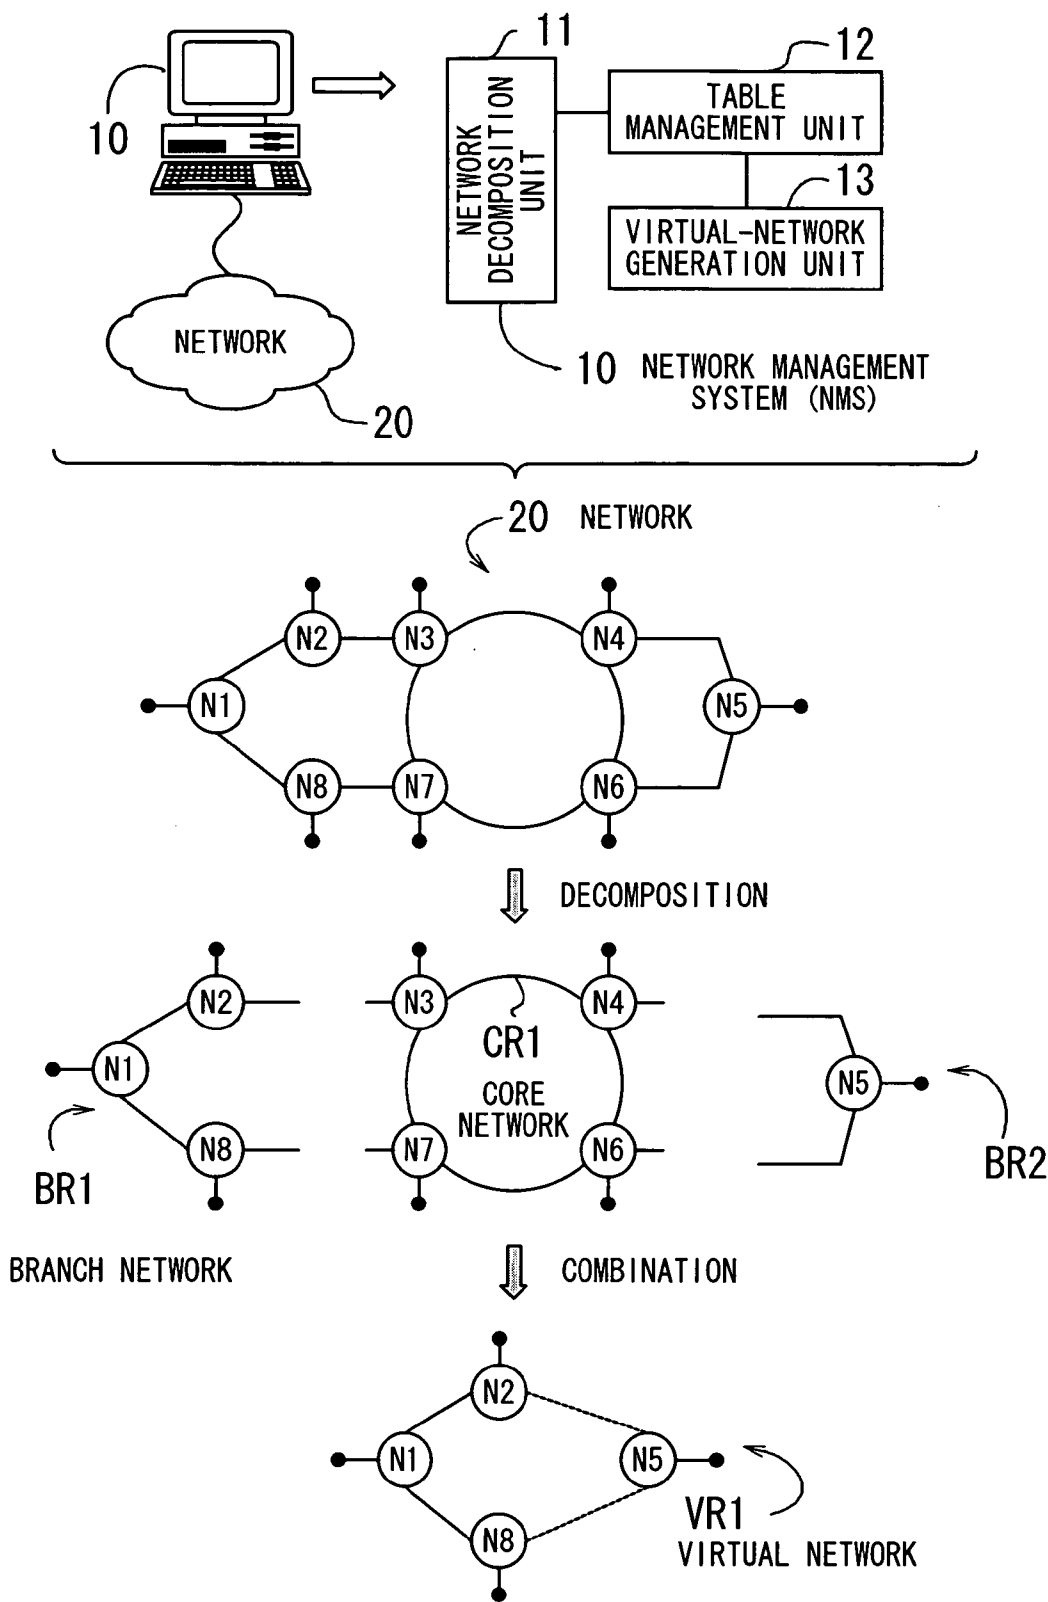 11
12
10
TABLE
MANAGEMENT UNIT
NETWORK
DECOMPOSITION
UNIT
13
VIRTUAL-NETWORK
GENERATION UNIT
NETWORK
20
10 NETWORK MANAGEMENT
SYSTEM (NMS)
20 NETWORK
N2 N3 N4
N1 N5
N8 N7 N6
DECOMPOSITION
N2 N3 N4
CR1
N1 N5
CORE
NETWORK
N8 N7 N6
BR1 BR2
BRANCH NETWORK
COMBINATION
N2
N1 N5
VR1
N8
VIRTUAL NETWORK